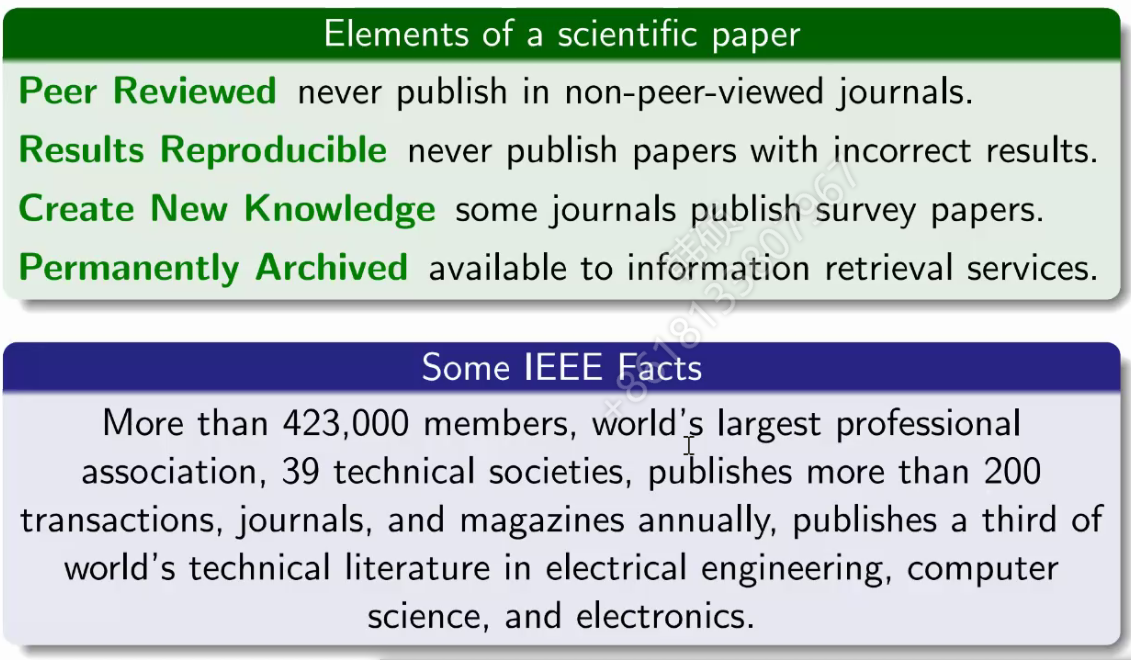 Elements of a scientific paper
Peer Reviewed never publish in non-peer-viewed journals.
Results Reproducible never publish papers with incorrect results.
Create New Knowledge some journals publish survey papers.
Permanently Archived available to information retrieval services.
Some IEEE Facts
More than 423,000 members, world's largest professional
association, 39 technical societies, publishes more than 200
transactions, journals, and magazines annually, publishes a third of
world's technical literature in electrical engineering, computer
science, and electronics.